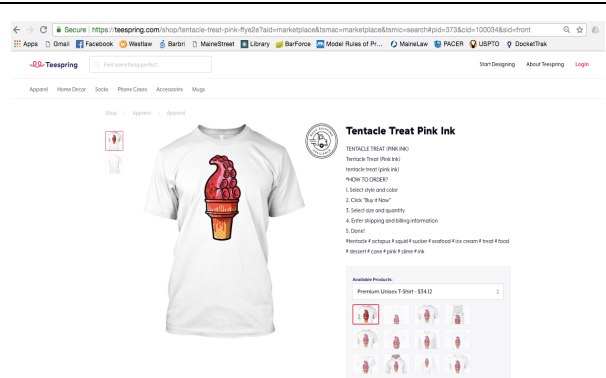 Secure | https://teespring.com/shop/tentacle-treat-pink-ink-ffye2e?aid=marketplace&tsmac=marketplace&tsmic=search#pid=373&cid=100034&sid=front
Apps Gmail Facebook Westlaw Barbri MaineStreet Library BarForce Model Rules of Pr... MaineLaw PACER USPTO DocketTrak
Teespring Find something perfect Start Designing About Teespring Login
Apparel Home Decor Socks Phone Cases Accessories Mugs
Shop Apparel Apparel
Tentacle Treat Pink Ink
TENTACLE TREAT (PINK INK)
Tentacle Treat (Pink Ink)
tentacle treat (pink ink)
*HOW TO ORDER?
1. Select style and color
2. Click "Buy it Now"
3. Select size and quantity
4. Enter shipping and billing information
5. Done!
#tentacle # octopus # squid # sucker # seafood # ice cream # treat # food
# dessert # cone # pink # slime # ink
Available Products:
Premium Unisex T-Shirt - $34.12